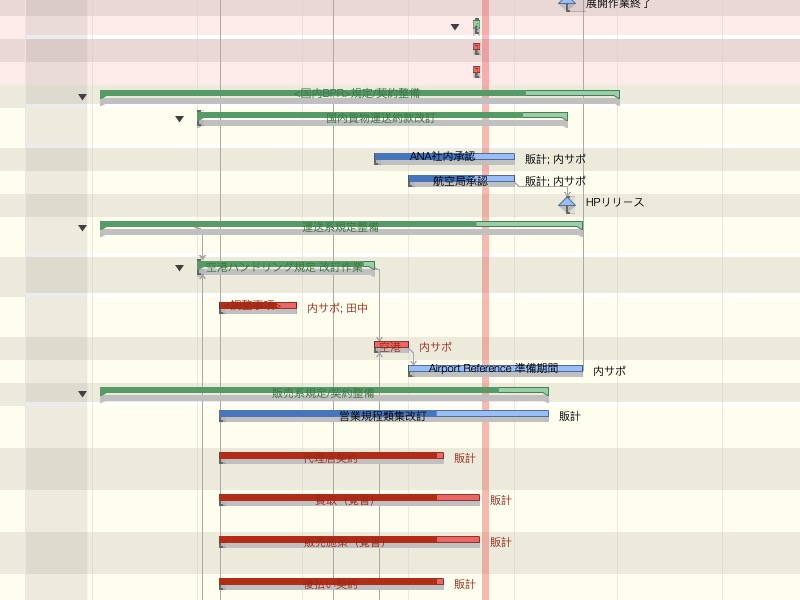 展開作業終了
<国内BPR>規定/契約整備
国内貨物運送約款改訂
ANA社内承認
販計; 内サポ
航空局承認
販計; 内サポ
HPリリース
運送系規定整備
空港ハンドリング規定 改訂作業
<調整事項>
内サポ; 田中
空港
内サポ
Airport Reference 準備期間
内サポ
販売系規定/契約整備
営業規程類集改訂
販計
代理店契約
販計
買取（覚書）
販計
販売施策（覚書）
販計
後払い契約
販計